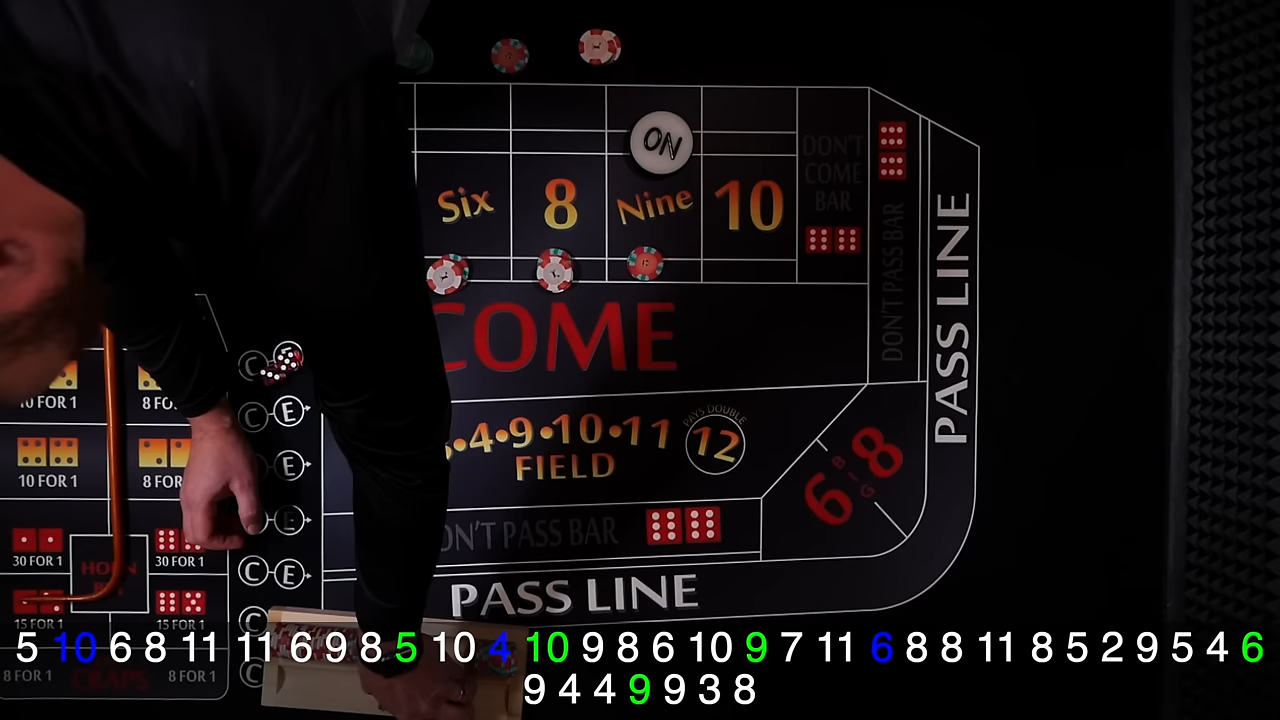 ON
Six 8 Nine 10
DON'T
COME
BAR
DON'T PASS BAR
PASS LINE
COME
C
10 FOR 1
C E
•4•9•10•11
PAYS DOUBLE
12
FIELD
6 8
BIG
10 FOR 1
E
E
DON'T PASS BAR
30 FOR 1
30 FOR 1
C E
PASS LINE
15 FOR 1
15 FOR 1
C
5 10 6 8 11 11 6 9 8 5 10 4 10 9 8 6 10 9 7 11 6 8 8 11 8 5 2 9 5 4 6
8 FOR 1
CRAPS
8 FOR 1
C
9 4 4 9 9 3 8